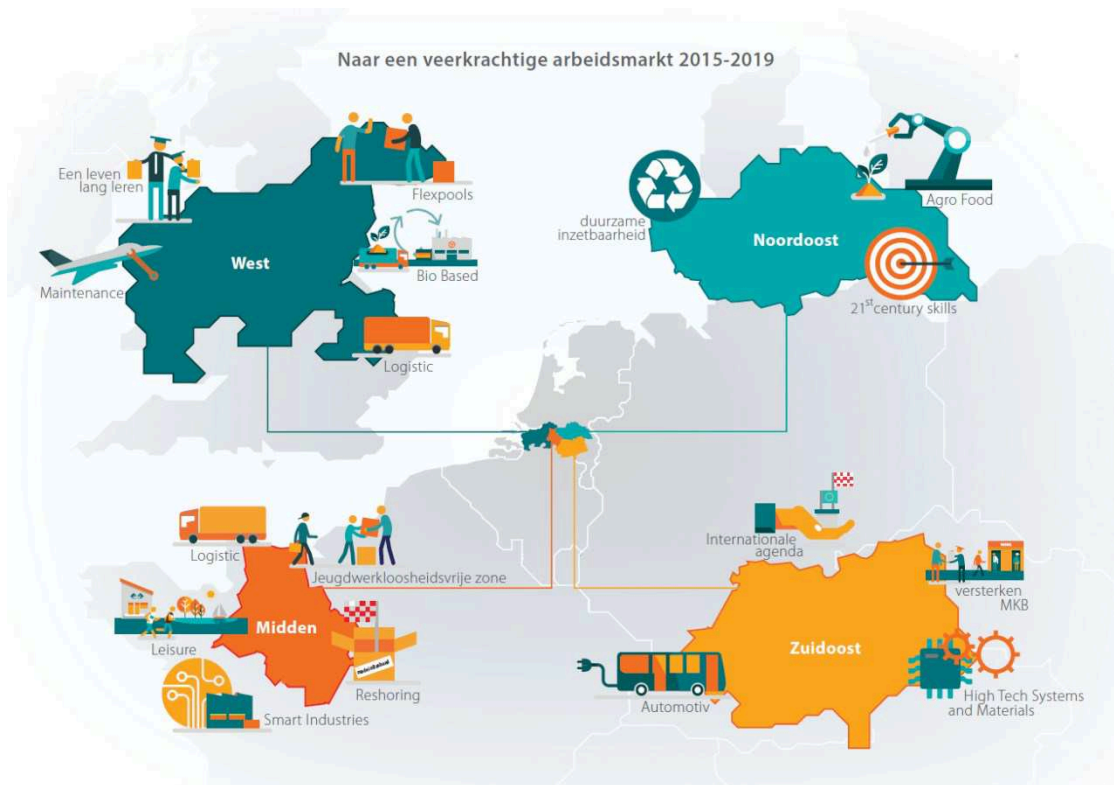 Naar een veerkrachtige arbeidsmarkt 2015-2019
Een leven
lang leren
Flexpools
West
Bio Based
Maintenance
Logistic
duurzame
inzetbaarheid
Agro Food
Noordoost
21st century skills
Logistic
Jeugdwerkloosheidsvrije zone
Midden
Leisure
Reshoring
Smart Industries
Internationale
agenda
versterken
MKB
Zuidoost
Automotiv
High Tech Systems
and Materials